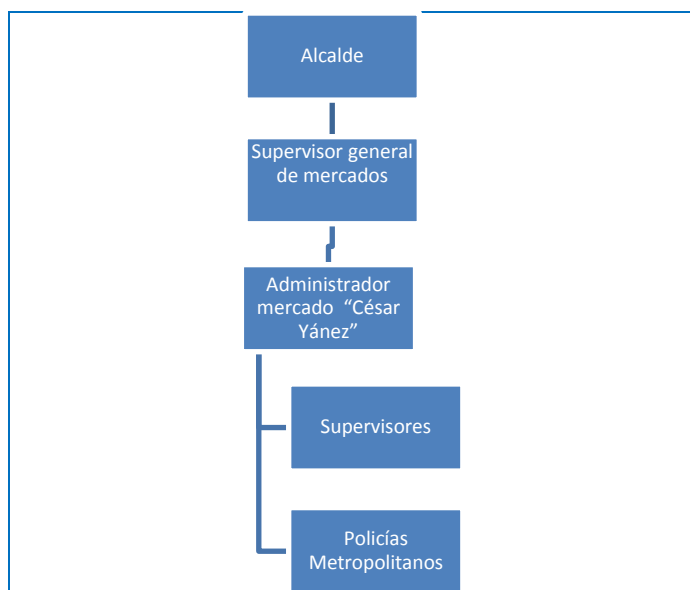 Alcalde
Supervisor general
de mercados
Administrador
mercado “César
Yánez”
Supervisores
Policías
Metropolitanos